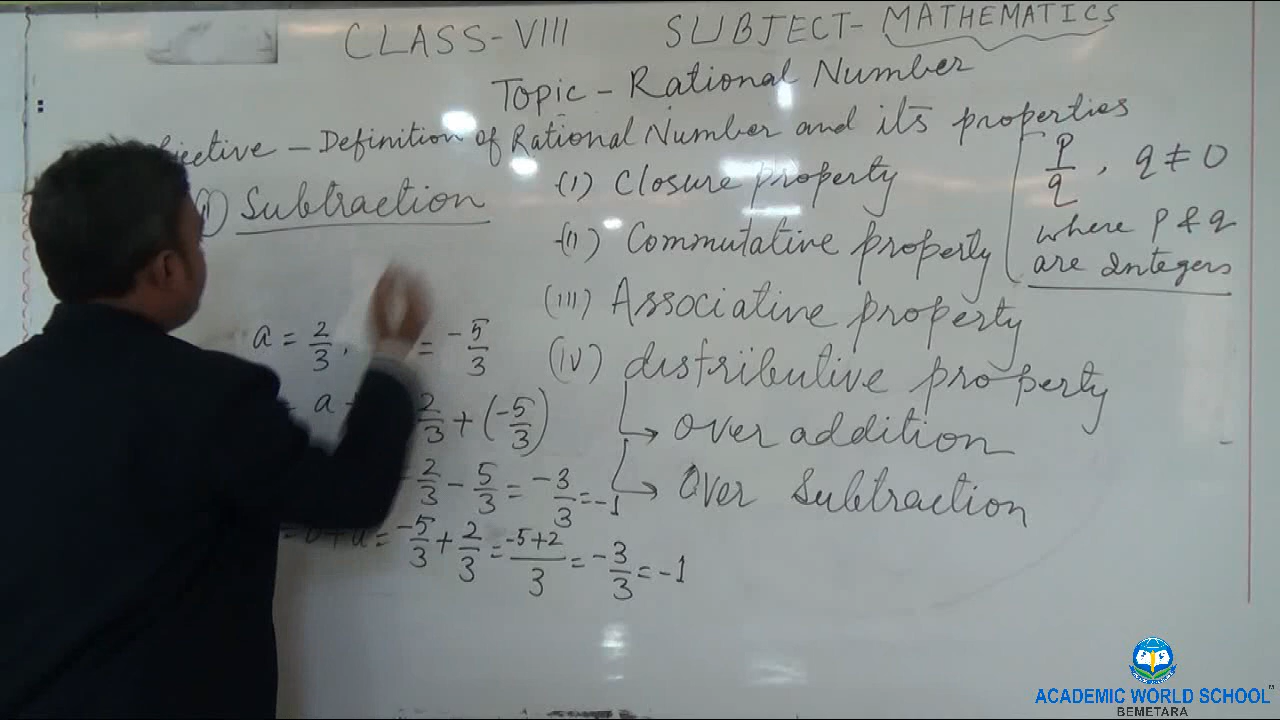 CLASS-VIII SUBJECT- MATHEMATICS
Topic - Rational Number
- Definition of Rational Number and its properties
Subtraction
(i) Closure property
(ii) Commutative property
(iii) Associative property
(iv) distributive property
→ Over addition
→ Over Subtraction
p/q , q ≠ 0
where p & q
are Integers
a = 2/3, = -5/3
a 2/3 + (-5/3)
2/3 - 5/3 = -3/3 = -1
= -5/3 + 2/3 = -5+2/3 = -3/3 = -1
ACADEMIC WORLD SCHOOL
BEMETARA